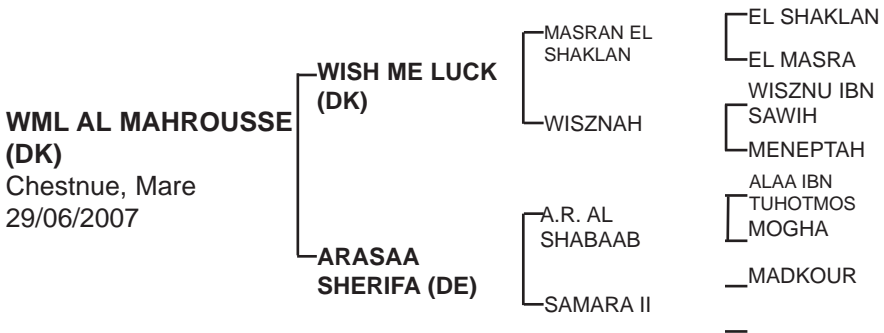 WML AL MAHROUSSE
(DK)
Chestnue, Mare
29/06/2007
WISH ME LUCK
(DK)
ARASAA
SHERIFA (DE)
MASRAN EL
SHAKLAN
WISZNAH
A.R. AL
SHABAAB
SAMARA II
EL SHAKLAN
EL MASRA
WISZNU IBN
SAWIH
MENEPTAH
ALAA IBN
TUHOTMOS
MOGHA
MADKOUR